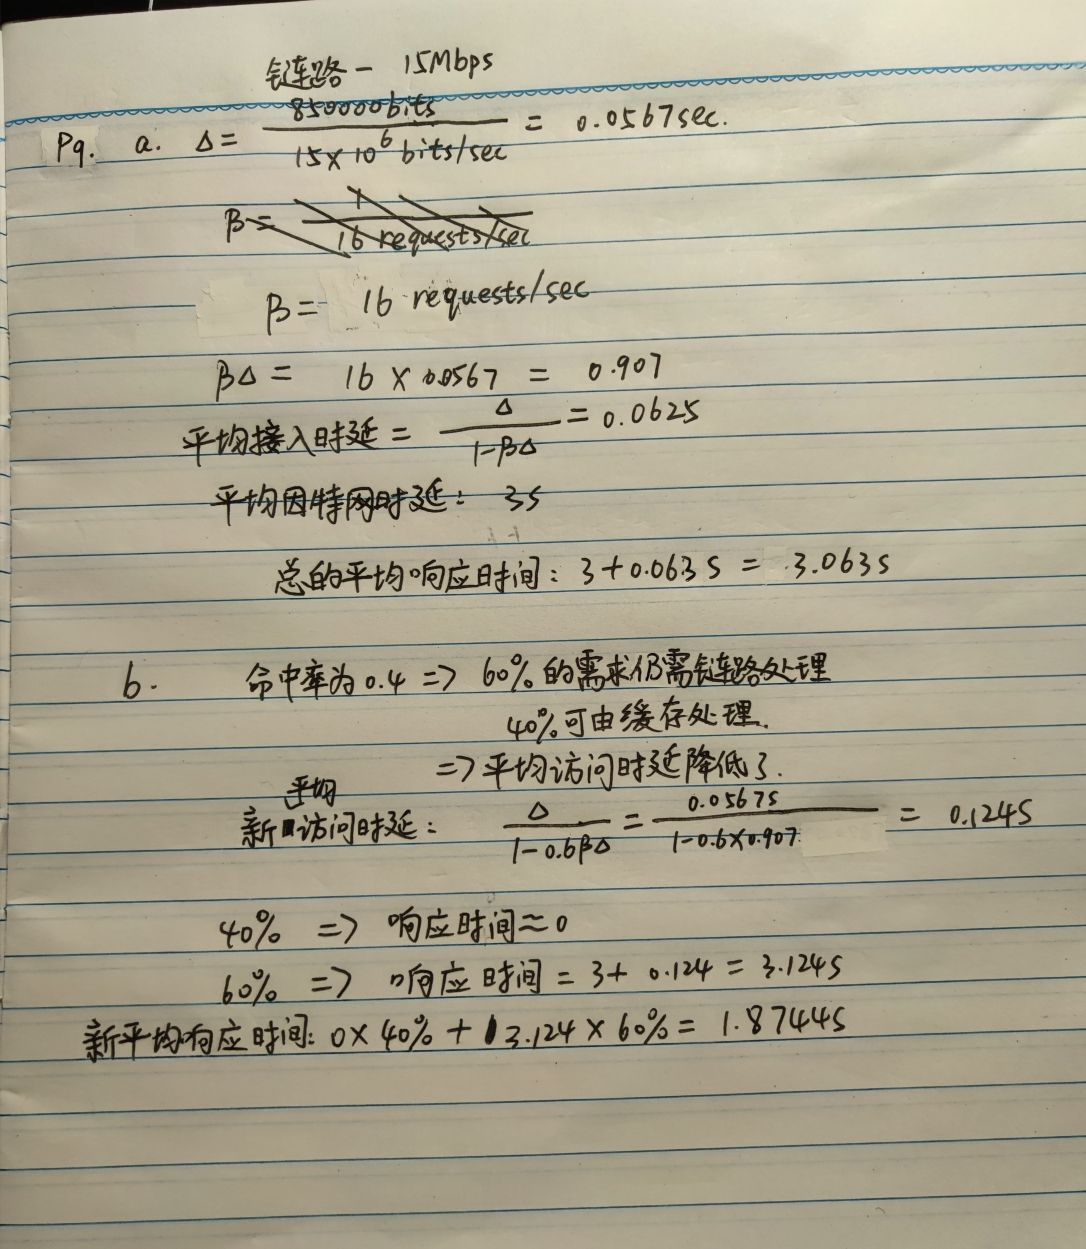 链路 - 15Mbps
P9. a. Δ = 850000bits / 15×10⁶ bits/sec = 0.0567sec.
β = 1 / 16 requests/sec
β = 16 requests/sec
βΔ = 16 × 0.0567 = 0.907
平均接入时延 = Δ / 1-βΔ = 0.0625
平均因特网时延: 3s
总的平均响应时间: 3+0.063s = 3.063s
b. 命中率为0.4 => 60%的需求仍需链路处理
40%可由缓存处理.
=> 平均访问时延降低了.
平均
新访问时延: Δ / 1-0.6βΔ = 0.0567s / 1-0.6×0.907 = 0.124s
40% => 响应时间≈0
60% => 响应时间 = 3+ 0.124 = 3.124s
新平均响应时间: 0×40% + 3.124×60% = 1.8744s